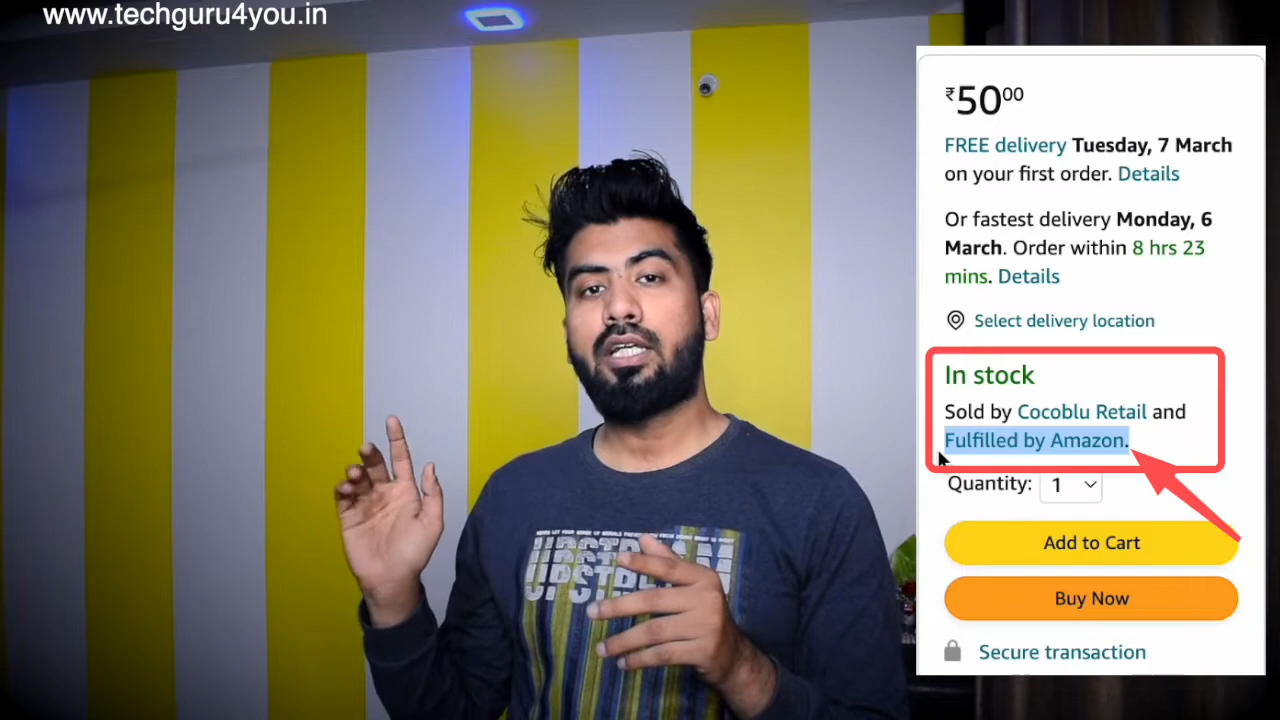 www.techguru4you.in
₹5000
FREE delivery Tuesday, 7 March
on your first order. Details
Or fastest delivery Monday, 6
March. Order within 8 hrs 23
mins. Details
Select delivery location
In stock
Sold by Cocoblu Retail and
Fulfilled by Amazon.
Quantity: 1
Add to Cart
Buy Now
Secure transaction
UPSTREAM